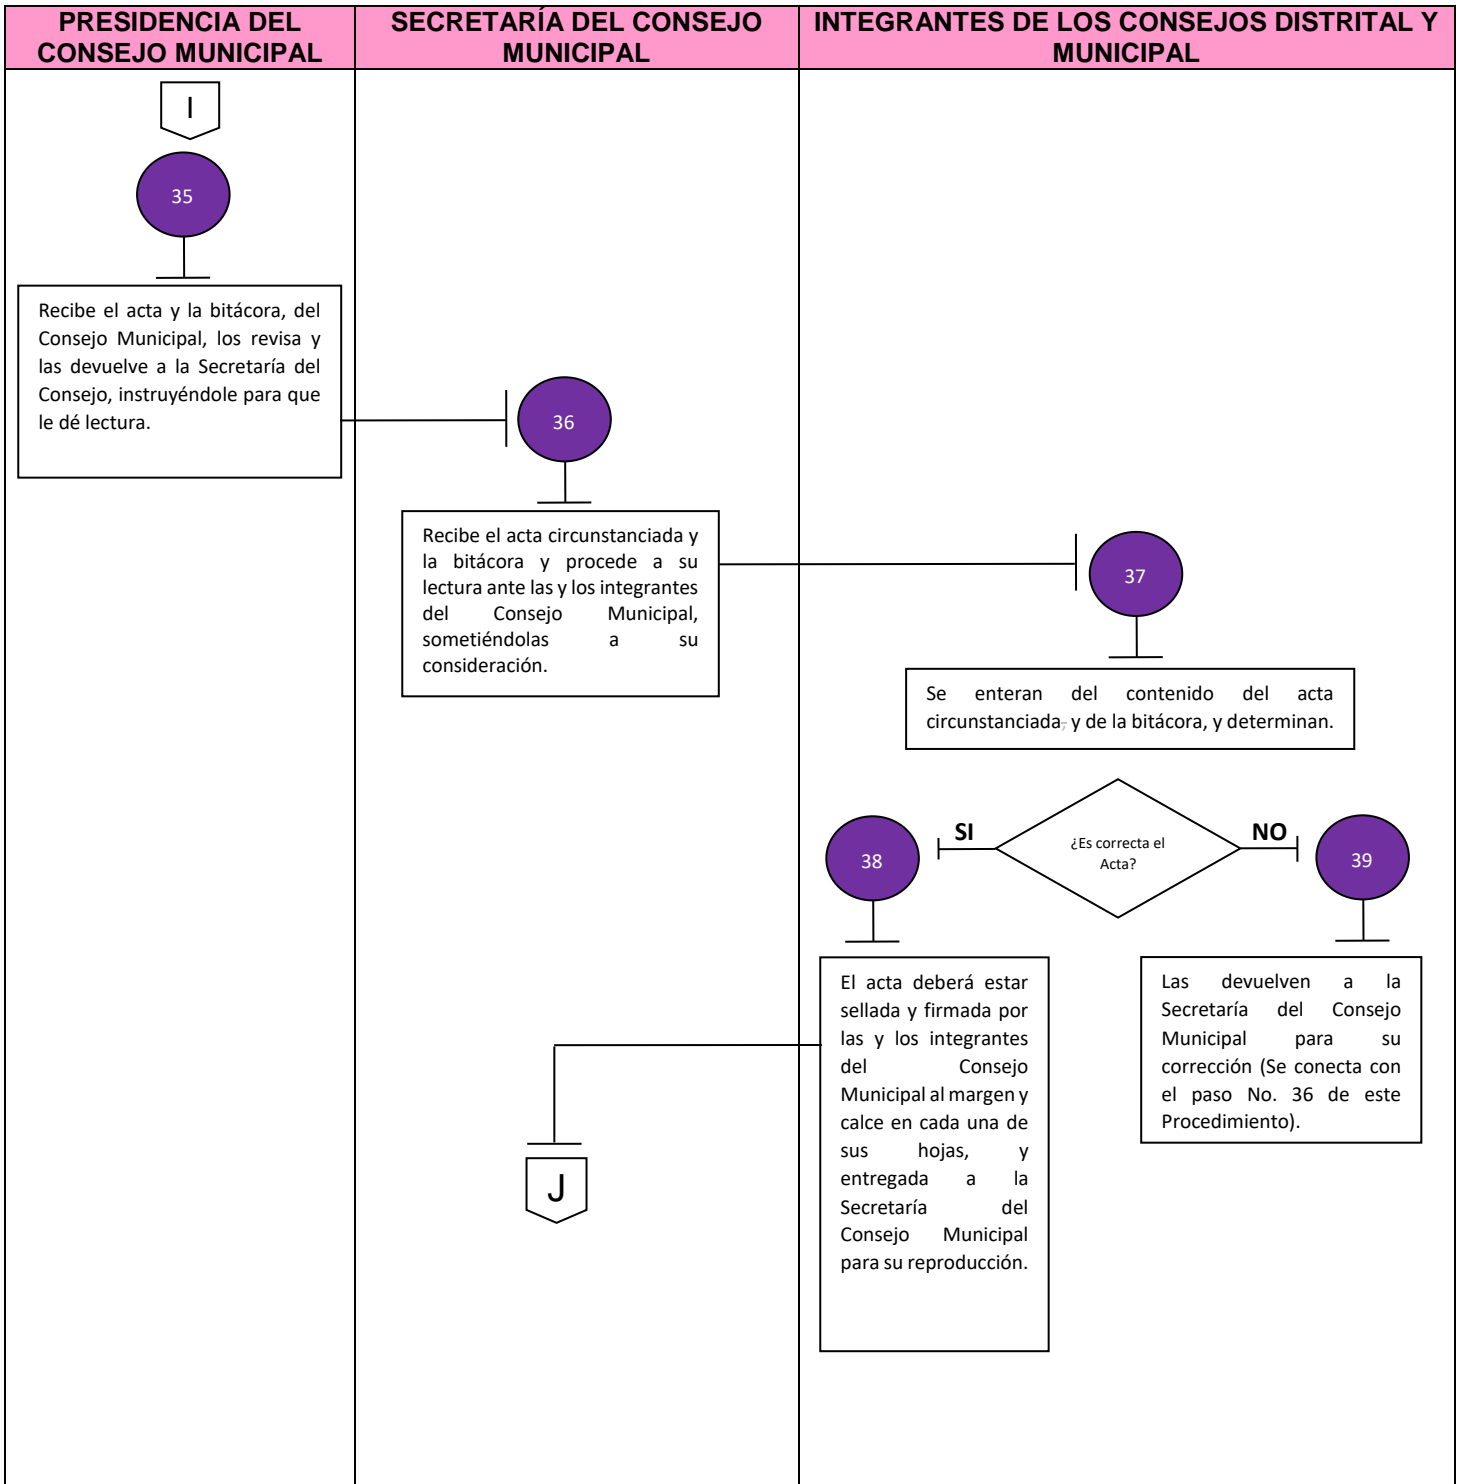 PRESIDENCIA DEL
CONSEJO MUNICIPAL
SECRETARÍA DEL CONSEJO
MUNICIPAL
INTEGRANTES DE LOS CONSEJOS DISTRITAL Y
MUNICIPAL
I
35
Recibe el acta y la bitácora, del
Consejo Municipal, los revisa y
las devuelve a la Secretaría del
Consejo, instruyéndole para que
le dé lectura.
36
Recibe el acta circunstanciada y
la bitácora y procede a su
lectura ante las y los integrantes
del Consejo Municipal,
sometiéndolas a su
consideración.
37
Se enteran del contenido del acta
circunstanciada, y de la bitácora, y determinan.
¿Es correcta el
Acta?
SI
NO
38
39
El acta deberá estar
sellada y firmada por
las y los integrantes
del Consejo
Municipal al margen y
calce en cada una de
sus hojas, y
entregada a la
Secretaría del
Consejo Municipal
para su reproducción.
Las devuelven a la
Secretaría del Consejo
Municipal para su
corrección (Se conecta con
el paso No. 36 de este
Procedimiento).
J